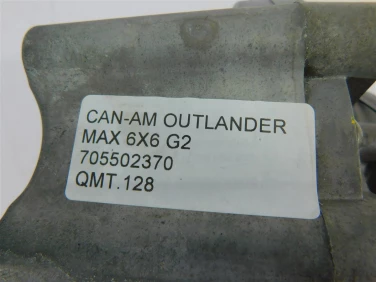 CAN-AM OUTLANDER
MAX 6X6 G2
705502370
QMT.128